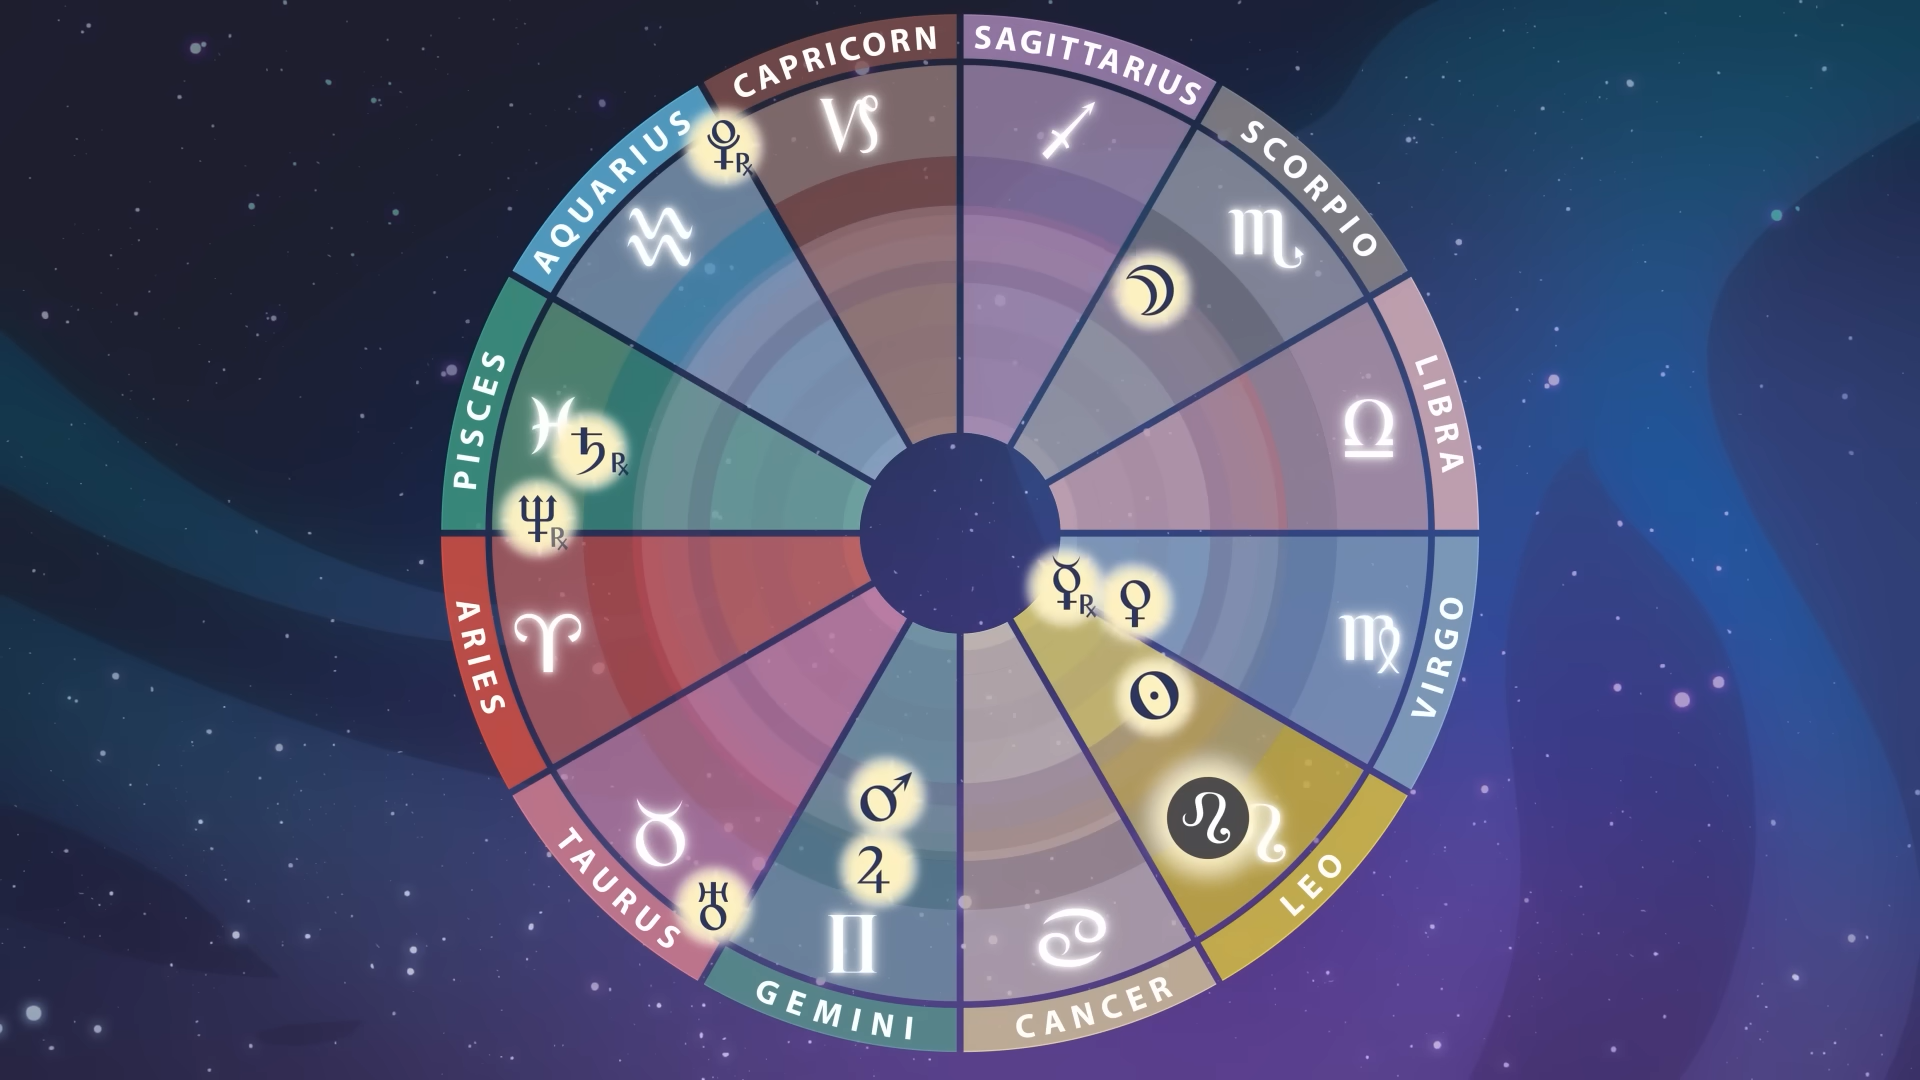 CAPRICORN
SAGITTARIUS
SCORPIO
LIBRA
VIRGO
LEO
CANCER
GEMINI
TAURUS
ARIES
PISCES
AQUARIUS
♑
♐
♏
♎
♍
♌
♌
♋
♊
♉
♈
♓
♒
♇℞
☽
♄℞
♆℞
☿℞
♀
☉
♂
♃
♅